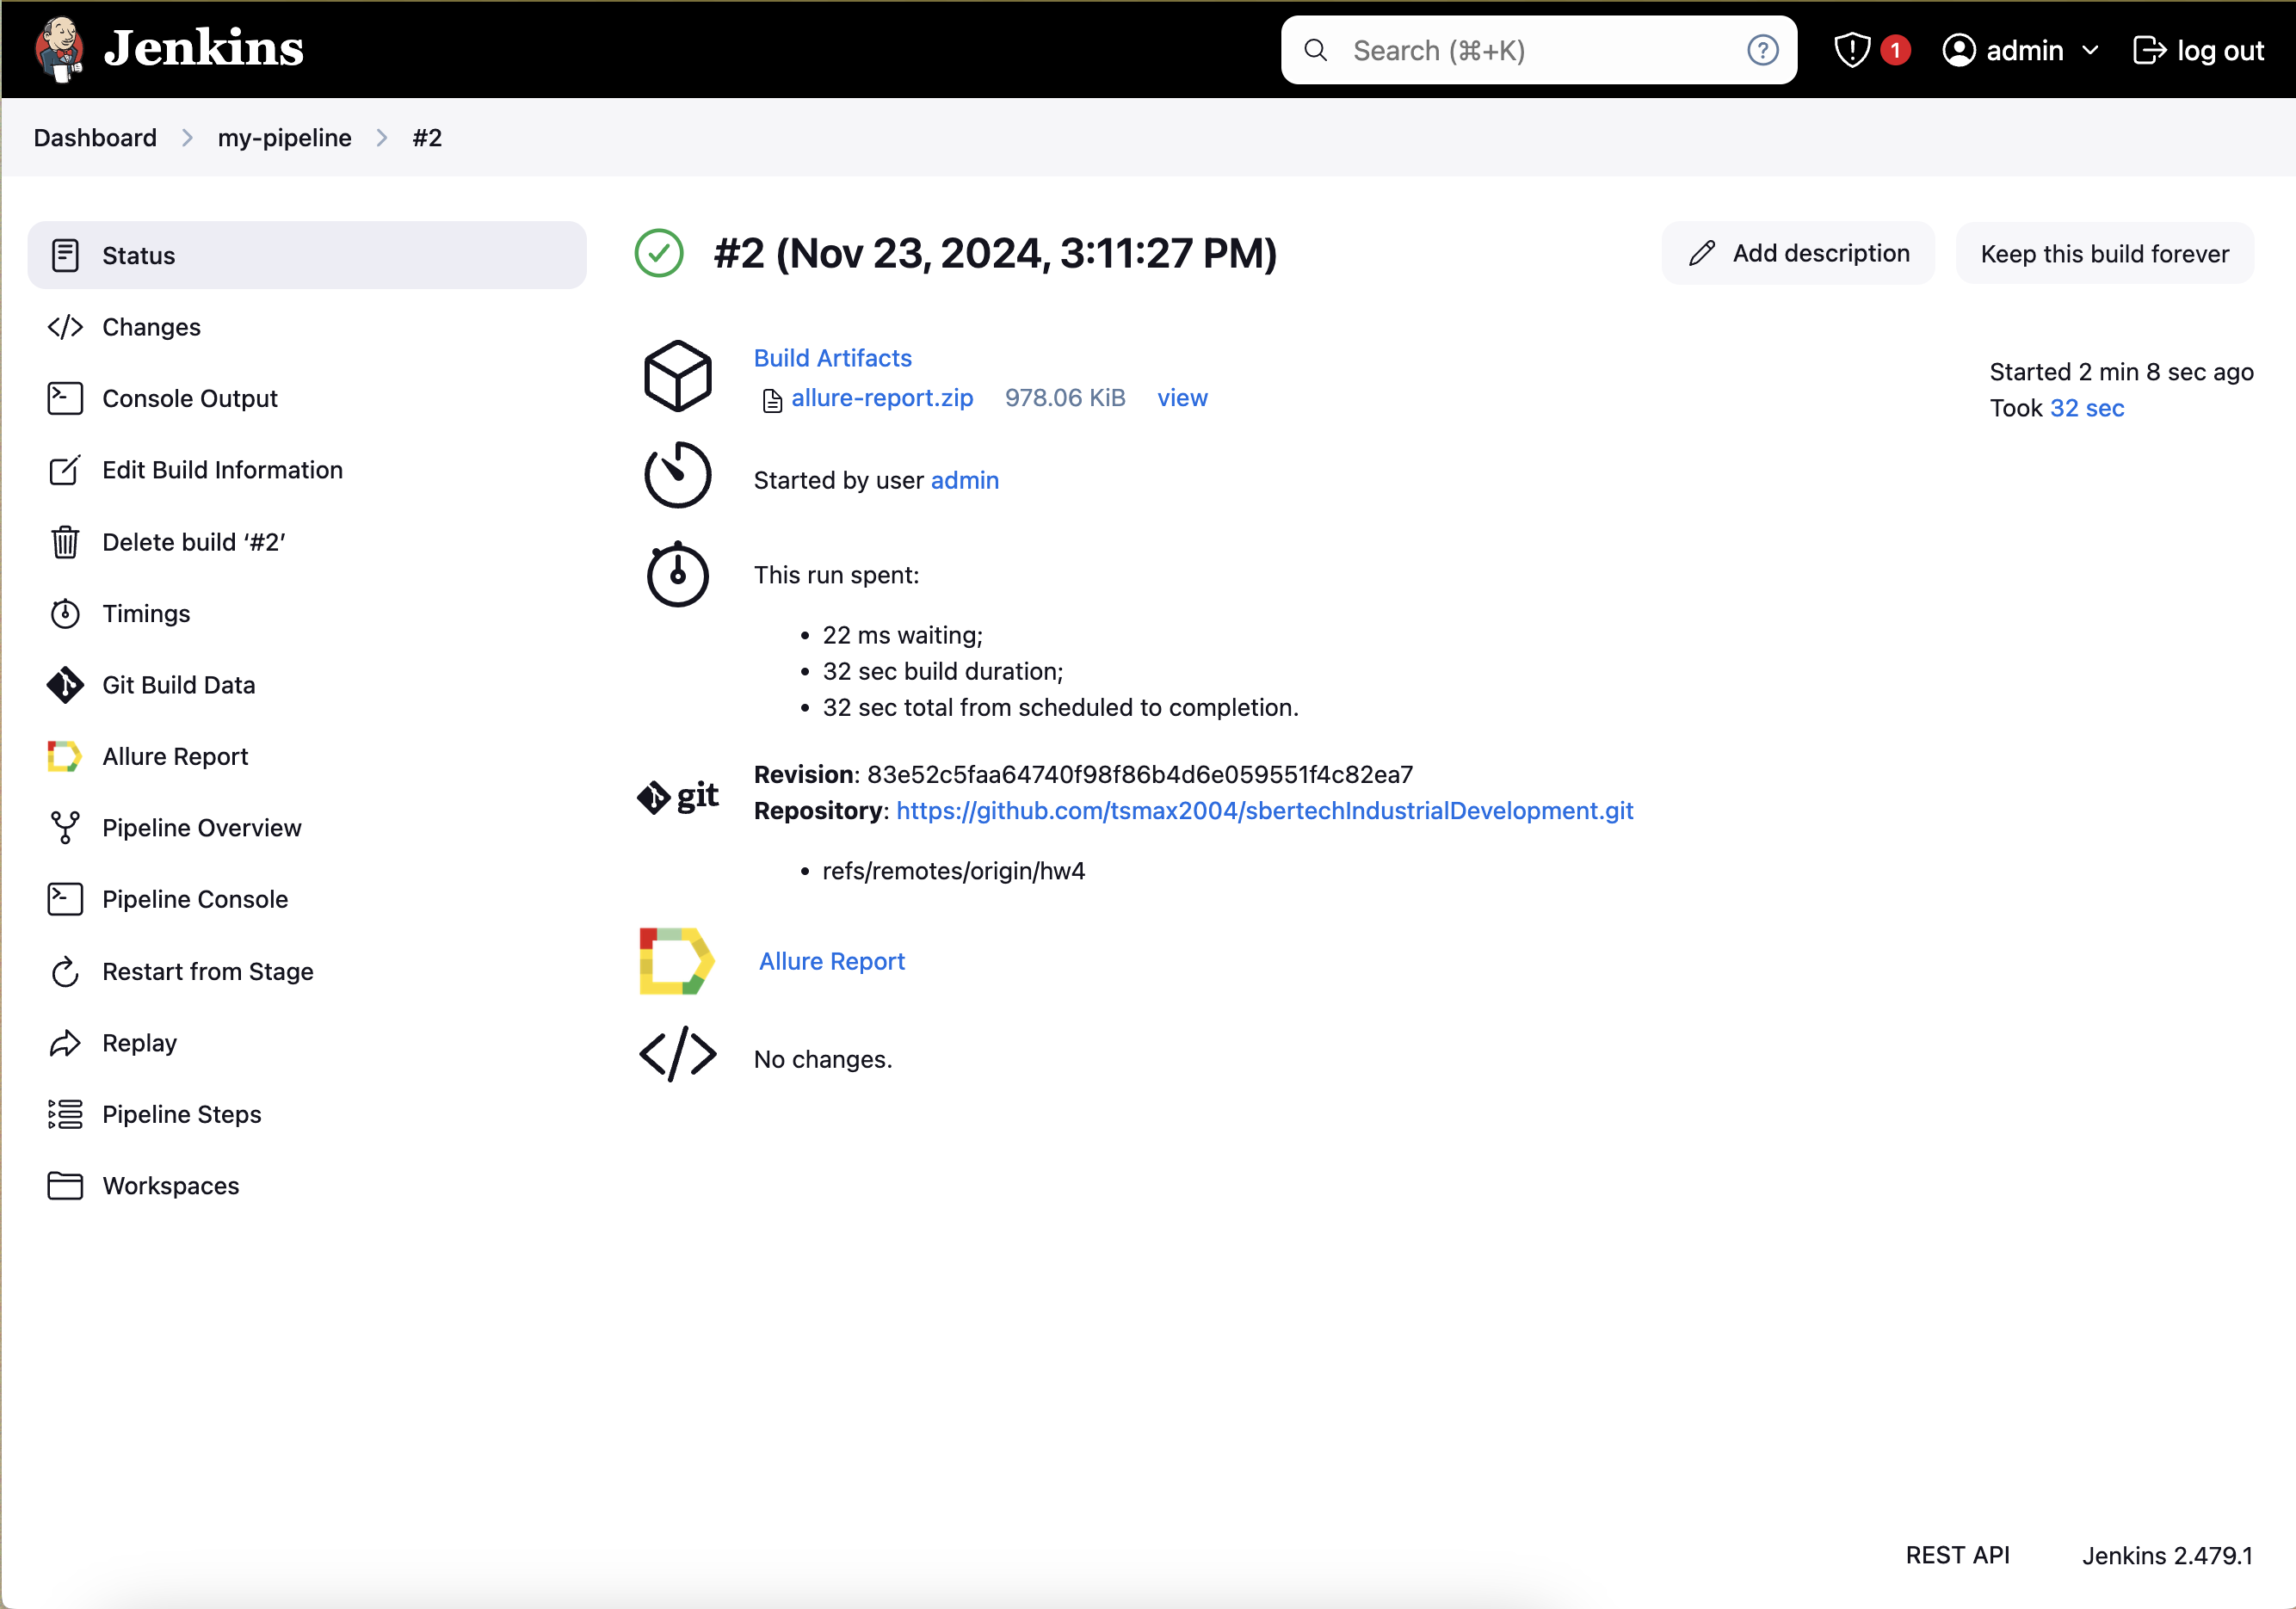 Jenkins
Search (⌘+K)
?
1
admin
log out
Dashboard
my-pipeline
#2
Status
Changes
Console Output
Edit Build Information
Delete build ‘#2’
Timings
Git Build Data
Allure Report
Pipeline Overview
Pipeline Console
Restart from Stage
Replay
Pipeline Steps
Workspaces
#2 (Nov 23, 2024, 3:11:27 PM)
Add description
Keep this build forever
Build Artifacts
allure-report.zip 978.06 KiB view
Started 2 min 8 sec ago
Took 32 sec
Started by user admin
This run spent:
• 22 ms waiting;
• 32 sec build duration;
• 32 sec total from scheduled to completion.
git
Revision: 83e52c5faa64740f98f86b4d6e059551f4c82ea7
Repository: https://github.com/tsmax2004/sbertechIndustrialDevelopment.git
• refs/remotes/origin/hw4
Allure Report
No changes.
REST API
Jenkins 2.479.1